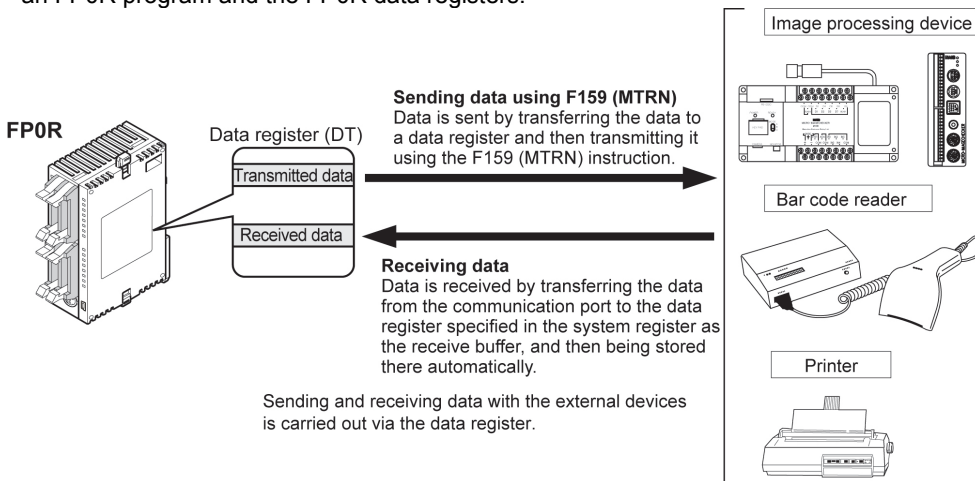 an FP0R program and the FP0R data registers.
Image processing device
FP0R
Data register (DT)
Transmitted data
Received data
Sending data using F159 (MTRN)
Data is sent by transferring the data to
a data register and then transmitting it
using the F159 (MTRN) instruction.
Bar code reader
Receiving data
Data is received by transferring the data
from the communication port to the data
register specified in the system register as
the receive buffer, and then being stored
there automatically.
Printer
Sending and receiving data with the external devices
is carried out via the data register.